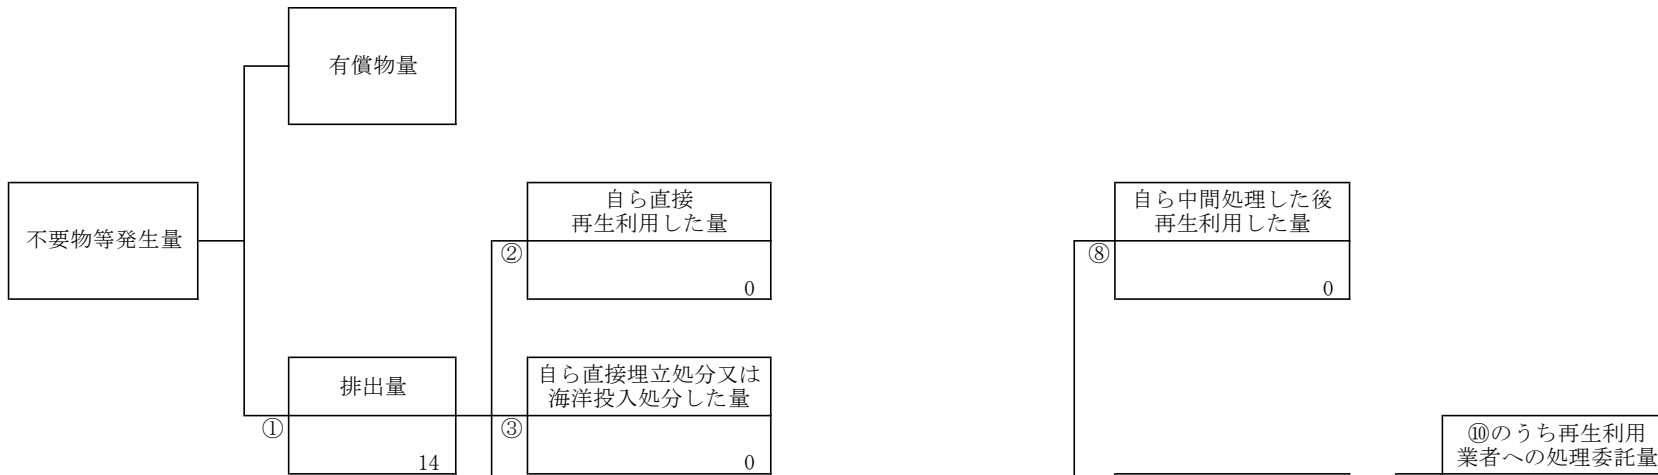 有償物量
不要物等発生量
自ら直接
再生利用した量
②
0
自ら中間処理した後
再生利用した量
⑧
0
排出量
①
14
自ら直接埋立処分又は
海洋投入処分した量
③
0
⑩のうち再生利用
業者への処理委託量